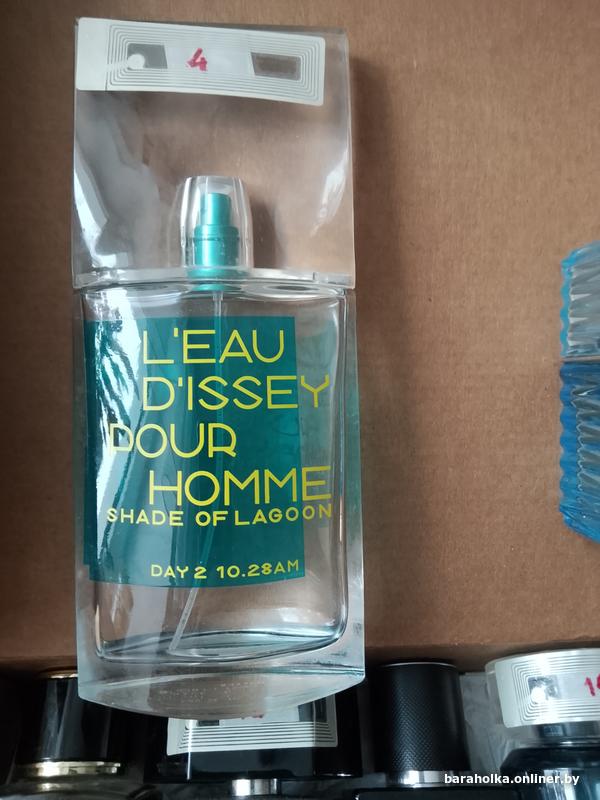 4
L'EAU
D'ISSEY
POUR
HOMME
SHADE OF LAGOON
DAY 2 10.28AM
baraholka.onliner.by